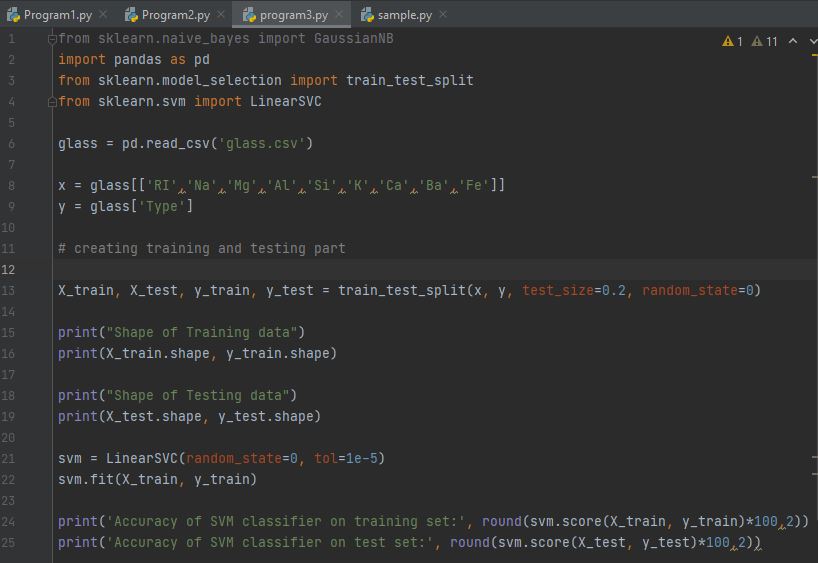 Program1.py Program2.py program3.py sample.py
1 from sklearn.naive_bayes import GaussianNB 1 11
2 import pandas as pd
3 from sklearn.model_selection import train_test_split
4 from sklearn.svm import LinearSVC
5
6 glass = pd.read_csv('glass.csv')
7
8 x = glass[['RI','Na','Mg','Al','Si','K','Ca','Ba','Fe']]
9 y = glass['Type']
10
11 # creating training and testing part
12
13 X_train, X_test, y_train, y_test = train_test_split(x, y, test_size=0.2, random_state=0)
14
15 print("Shape of Training data")
16 print(X_train.shape, y_train.shape)
17
18 print("Shape of Testing data")
19 print(X_test.shape, y_test.shape)
20
21 svm = LinearSVC(random_state=0, tol=1e-5)
22 svm.fit(X_train, y_train)
23
24 print('Accuracy of SVM classifier on training set:', round(svm.score(X_train, y_train)*100,2))
25 print('Accuracy of SVM classifier on test set:', round(svm.score(X_test, y_test)*100,2))